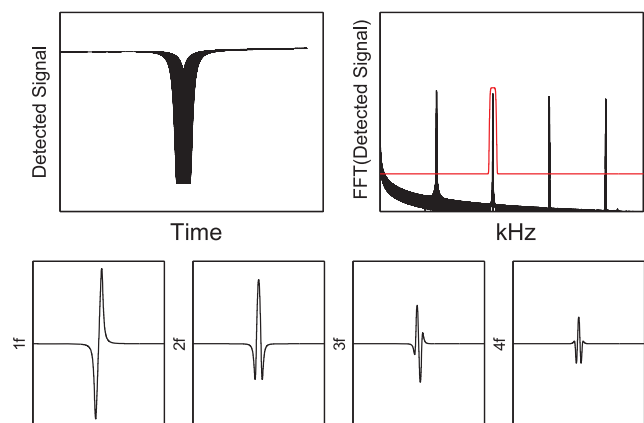 Detected Signal
Time
FFT(Detected Signal)
kHz
1f
2f
3f
4f